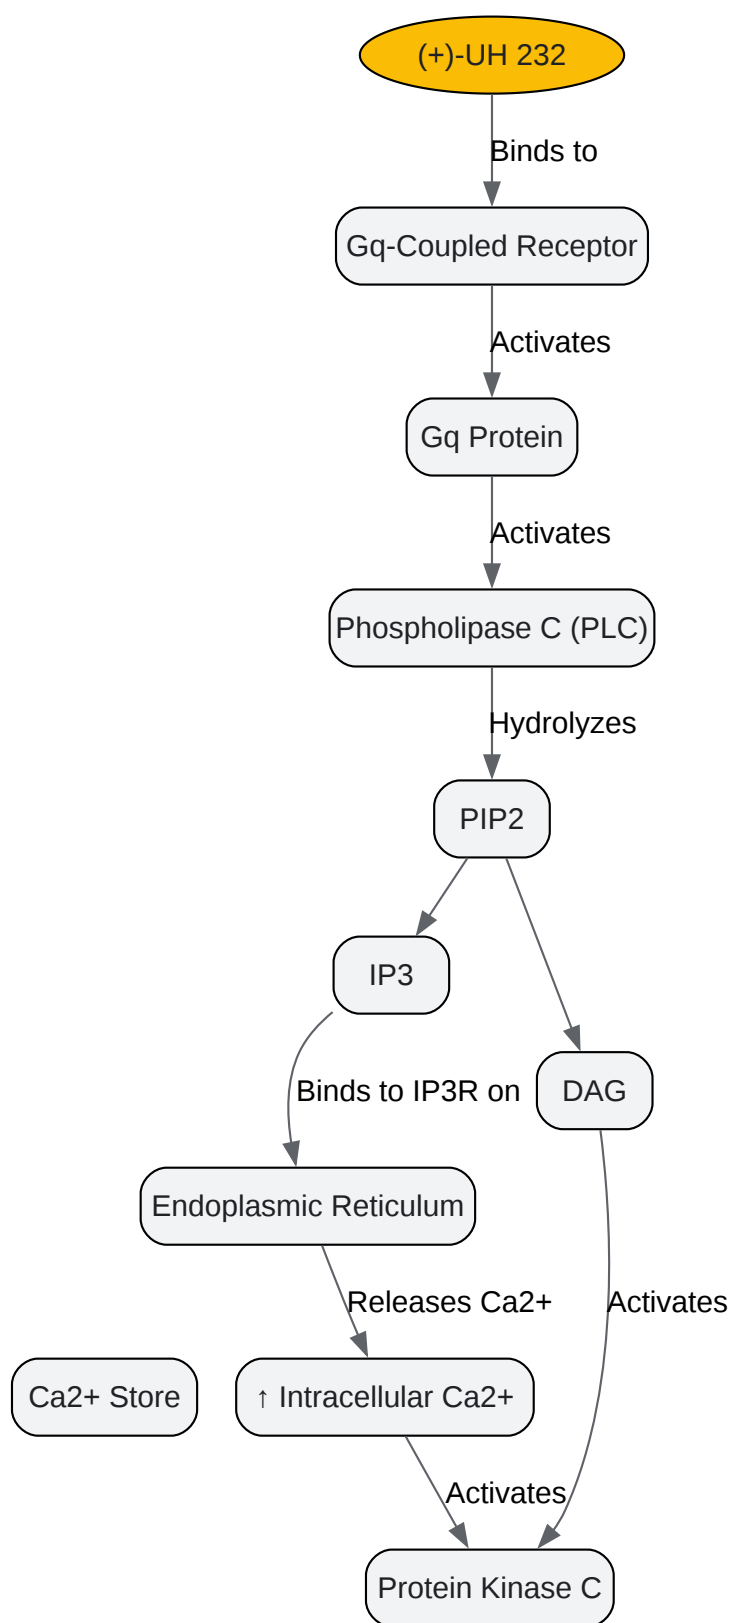 (+)-UH 232
Binds to
Gq-Coupled Receptor
Activates
Gq Protein
Activates
Phospholipase C (PLC)
Hydrolyzes
PIP2
IP3
Binds to IP3R on
DAG
Endoplasmic Reticulum
Releases Ca2+
Activates
Ca2+ Store
↑ Intracellular Ca2+
Activates
Protein Kinase C